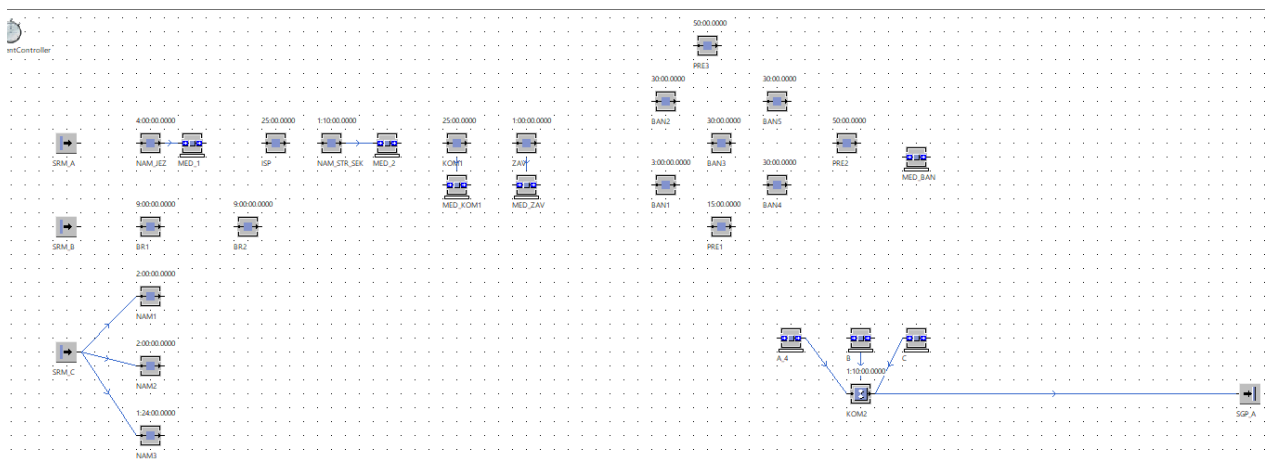 50:00.0000
entController
PRE3
30:00.0000 30:00.0000
BAN2 BAN5
4:00:00.0000 25:00.0000 1:10:00.0000 25:00.0000 1:00:00.0000 30:00.0000 50:00.0000
SRM_A NAM_JEZ MED_1 ISP NAM_STR_SEK MED_2 KOM1 ZAV BAN3 PRE2
3:00:00.0000 30:00.0000 MED_BAN
MED_KOM1 MED_ZAV BAN1 BAN4
9:00:00.0000 9:00:00.0000 15:00.0000
SRM_B BR1 BR2 PRE1
2:00:00.0000
NAM1
2:00:00.0000
A_4 B C
SRM_C 1:10:00.0000
NAM2
1:24:00.0000
KOM2 SGP_A
NAM3